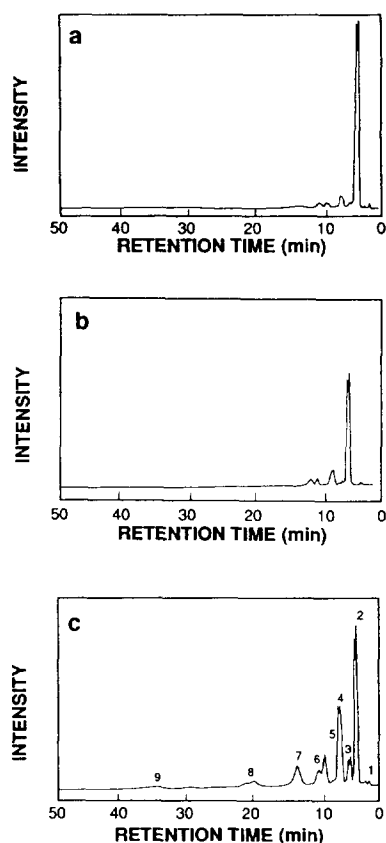 a
INTENSITY
50 40 30 20 10 0
RETENTION TIME (min)
b
INTENSITY
50 40 30 20 10 0
RETENTION TIME (min)
c
2
4
5
7
6
3
9
8
1
INTENSITY
50 40 30 20 10 0
RETENTION TIME (min)